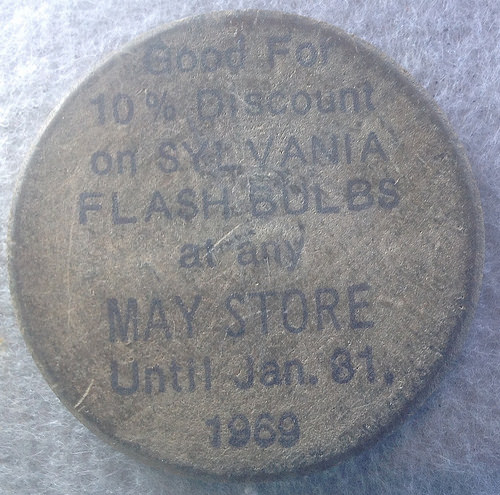 Good For
10% Discount
on SYLVANIA
FLASH BULBS
at any
MAY STORE
Until Jan. 31,
1969